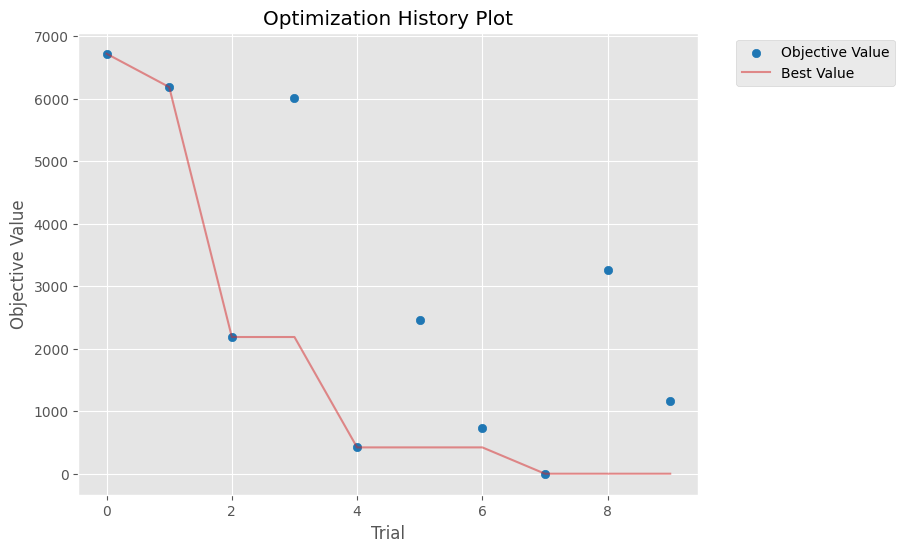 Optimization History Plot
7000
6000
5000
4000
3000
2000
1000
0
Objective Value
0 2 4 6 8
Trial
Objective Value
Best Value